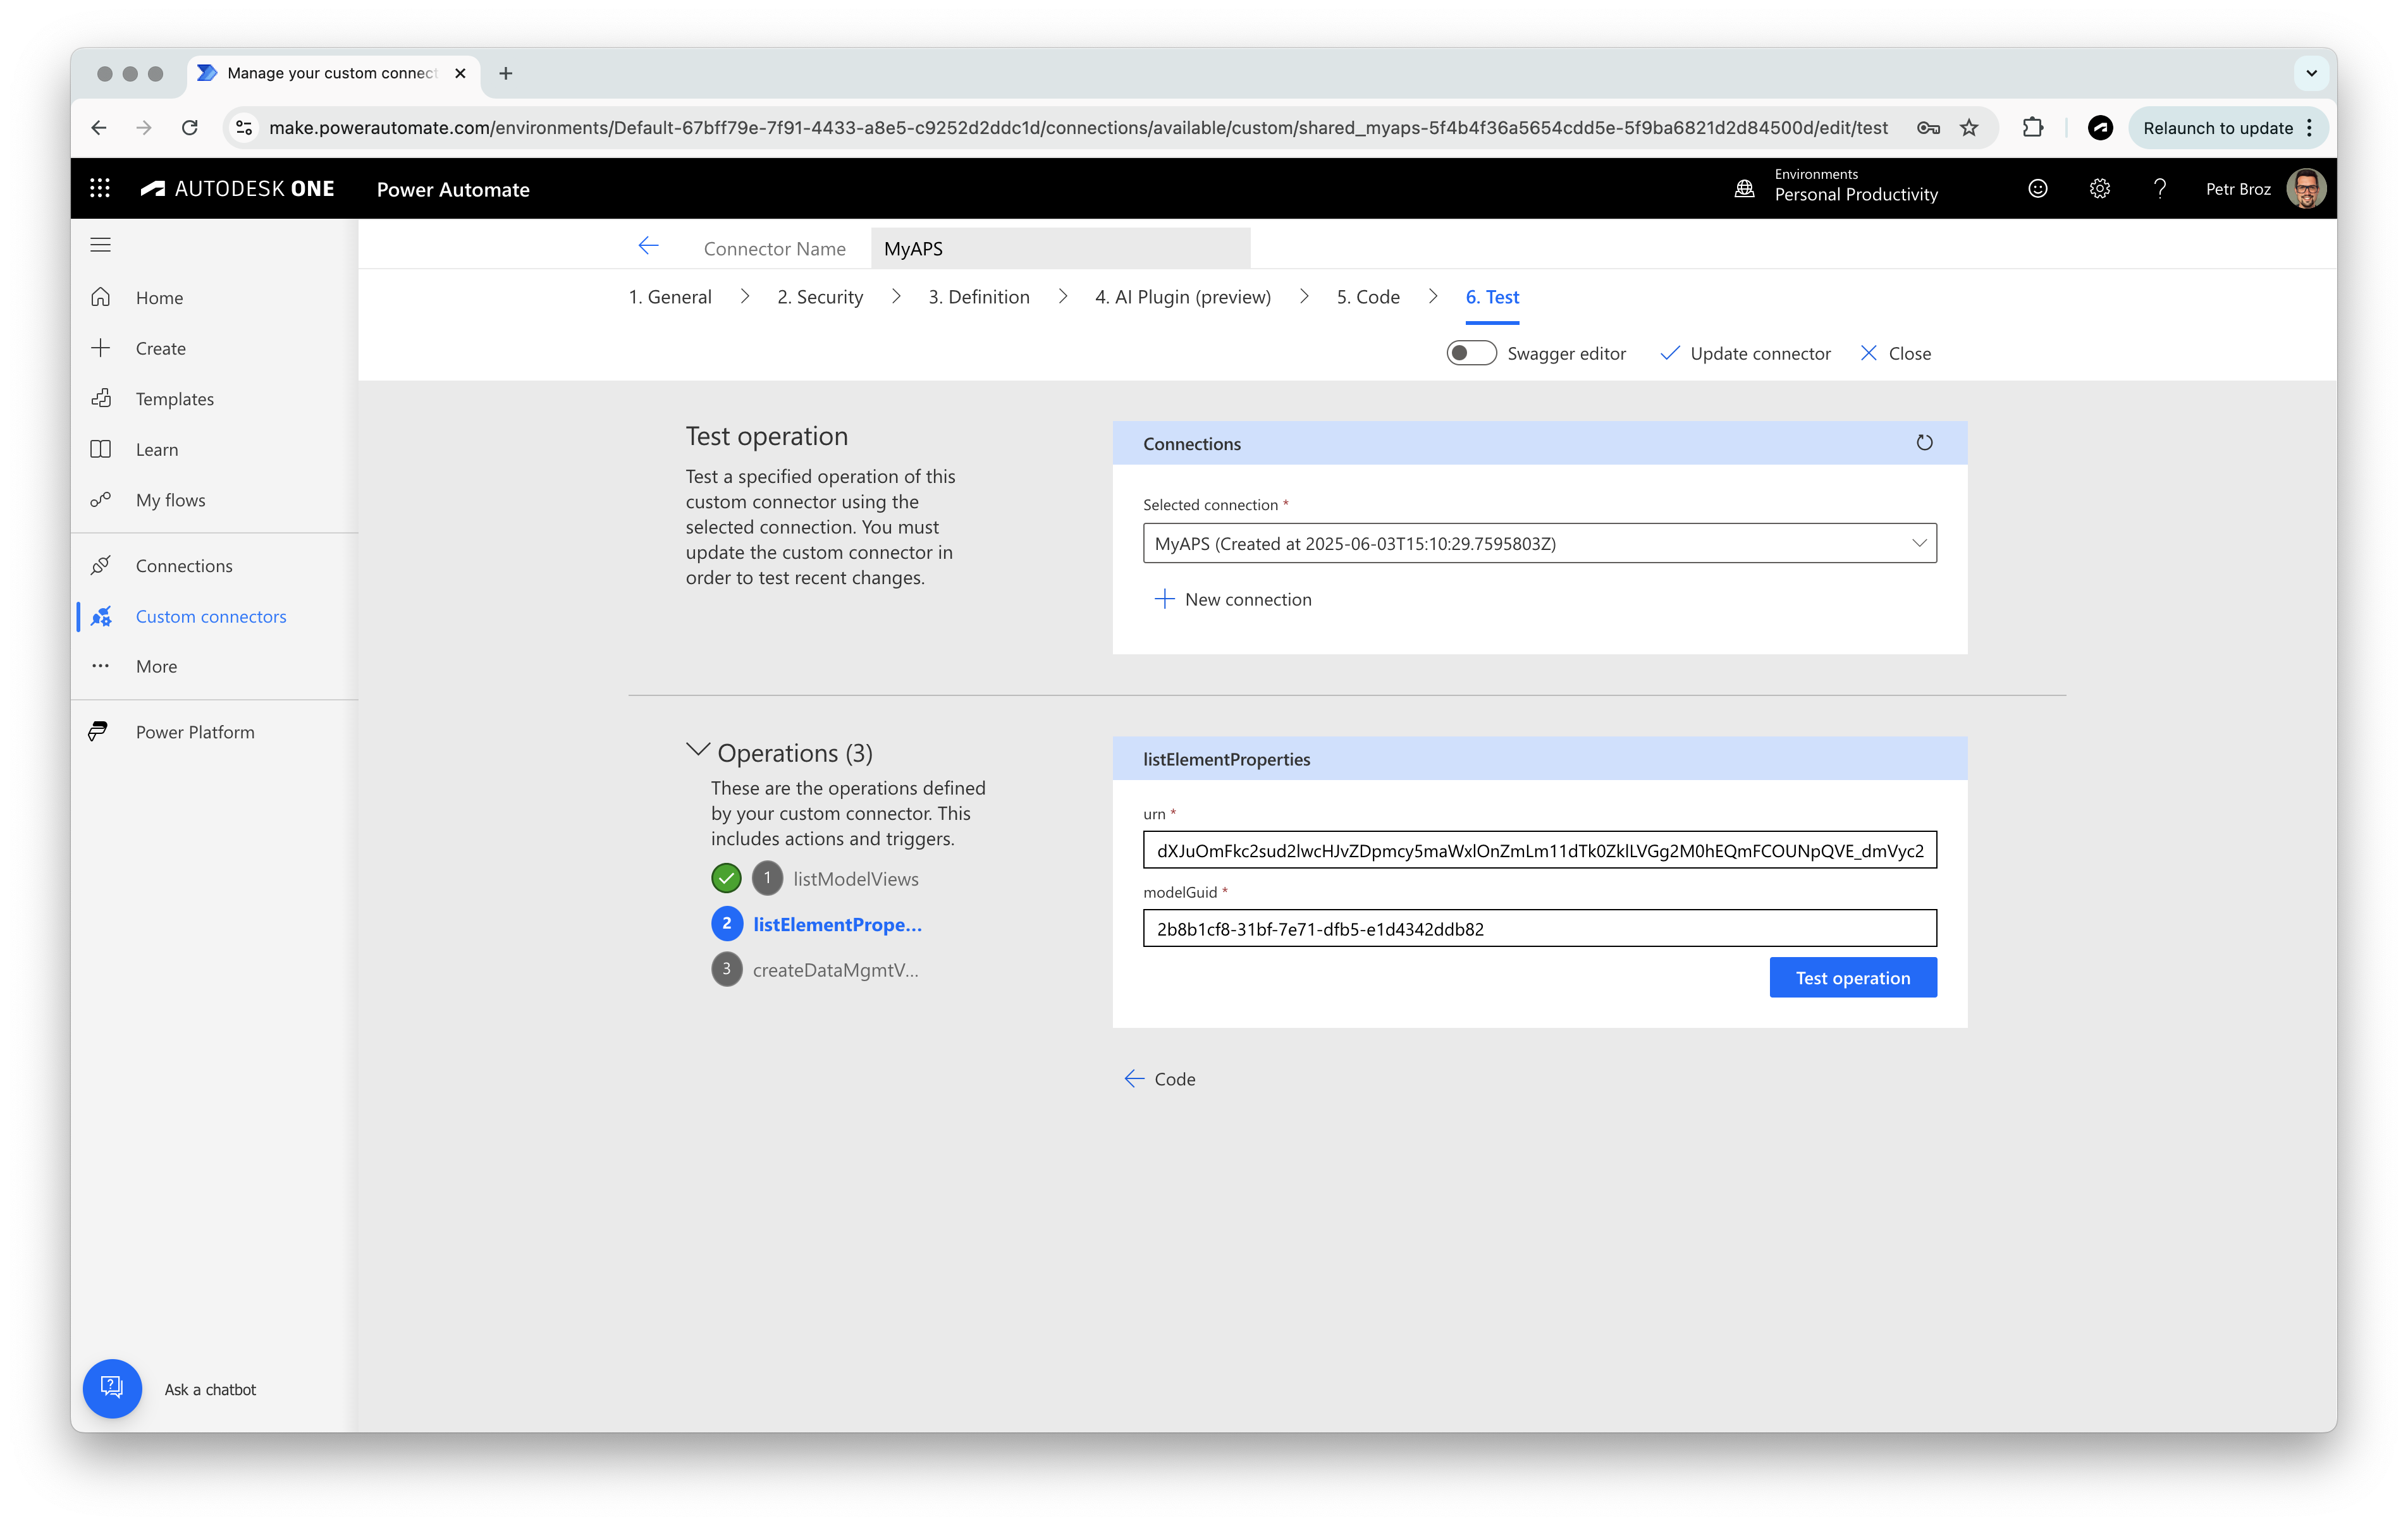 Manage your custom connect
make.powerautomate.com/environments/Default-67bff79e-7f91-4433-a8e5-c9252d2ddc1d/connections/available/custom/shared_myaps-5f4b4f36a5654cdd5e-5f9ba6821d2d84500d/edit/test
Relaunch to update
AUTODESK ONE
Power Automate
Environments
Personal Productivity
Petr Broz
Connector Name
MyAPS
1. General
2. Security
3. Definition
4. AI Plugin (preview)
5. Code
6. Test
Swagger editor
Update connector
Close
Home
Create
Templates
Learn
My flows
Connections
Custom connectors
More
Power Platform
Ask a chatbot
Test operation
Test a specified operation of this
custom connector using the
selected connection. You must
update the custom connector in
order to test recent changes.
Connections
Selected connection *
MyAPS (Created at 2025-06-03T15:10:29.7595803Z)
New connection
Operations (3)
These are the operations defined
by your custom connector. This
includes actions and triggers.
1 listModelViews
2 listElementPrope...
3 createDataMgmtV...
listElementProperties
urn *
dXJuOmFkc2sud2lwcHJvZDpmcy5maWxlOnZmLm11dTk0ZklLVGg2M0hEQmFCOUNpQVE_dmVyc2
modelGuid *
2b8b1cf8-31bf-7e71-dfb5-e1d4342ddb82
Test operation
Code